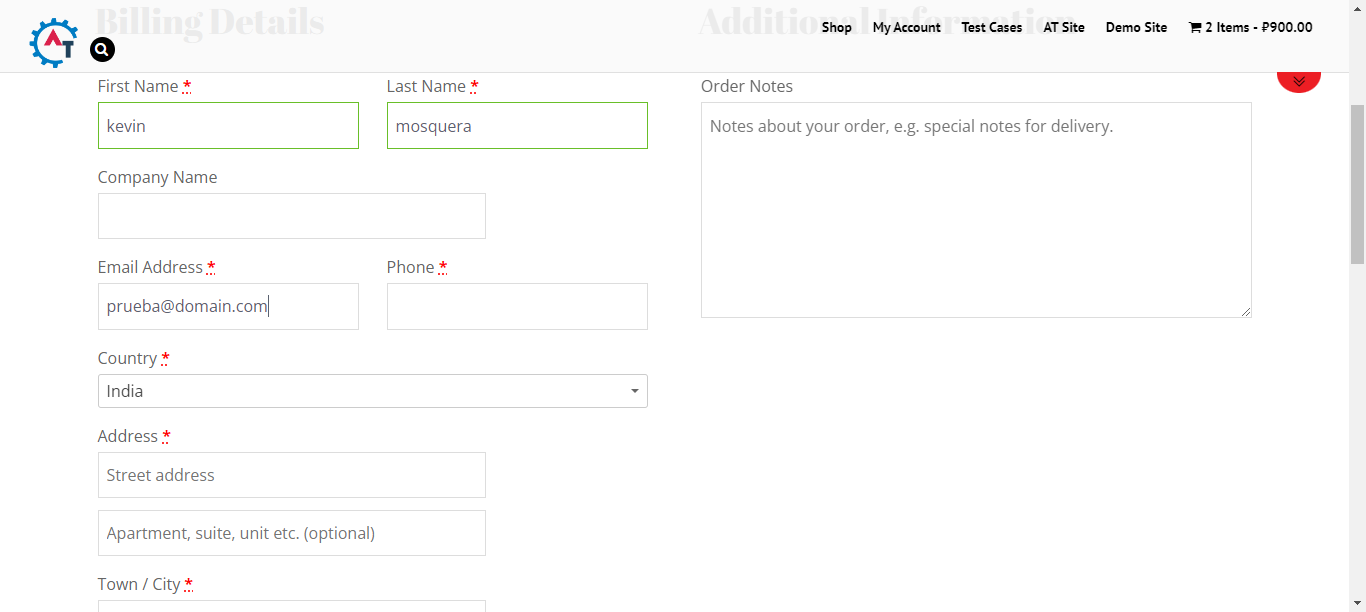 Billing Details
Additional Information
AT
Shop My Account Test Cases AT Site Demo Site 2 Items - ₽900.00
First Name *
Last Name *
Order Notes
kevin
mosquera
Notes about your order, e.g. special notes for delivery.
Company Name
Email Address *
Phone *
prueba@domain.com
Country *
India
Address *
Street address
Apartment, suite, unit etc. (optional)
Town / City *